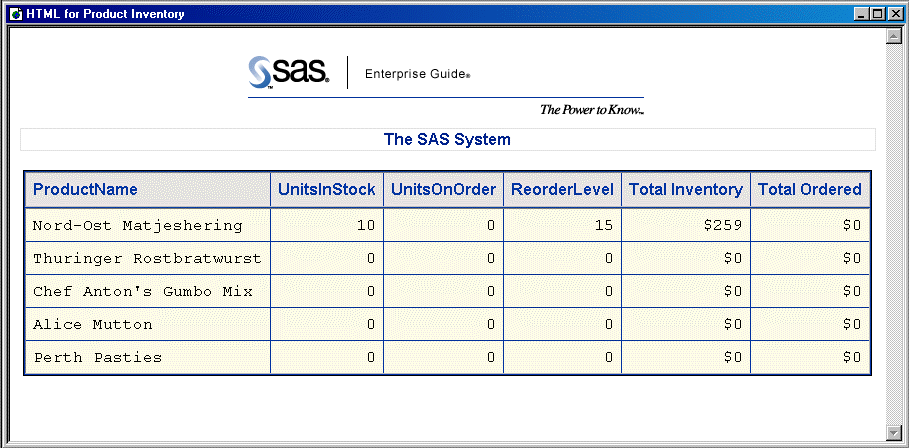 HTML for Product Inventory
sas. Enterprise Guide®
TM
The Power to Know™
The SAS System
ProductName UnitsInStock UnitsOnOrder ReorderLevel Total Inventory Total Ordered
Nord-Ost Matjeshering 10 0 15 $259 $0
Thuringer Rostbratwurst 0 0 0 $0 $0
Chef Anton's Gumbo Mix 0 0 0 $0 $0
Alice Mutton 0 0 0 $0 $0
Perth Pasties 0 0 0 $0 $0